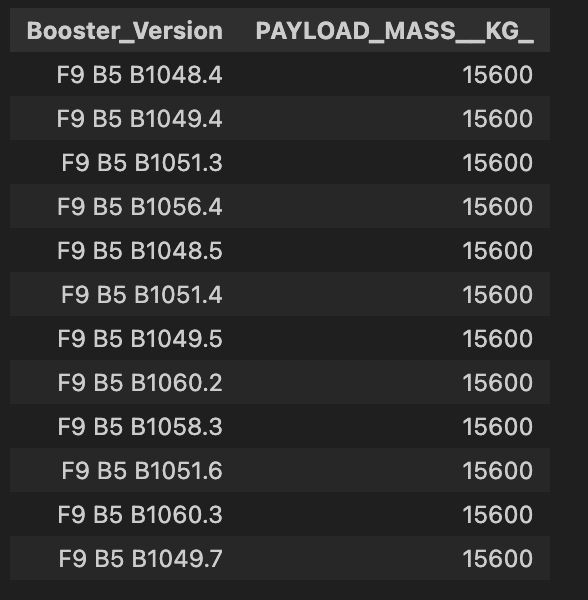 Booster_Version PAYLOAD_MASS__KG_
F9 B5 B1048.4 15600
F9 B5 B1049.4 15600
F9 B5 B1051.3 15600
F9 B5 B1056.4 15600
F9 B5 B1048.5 15600
F9 B5 B1051.4 15600
F9 B5 B1049.5 15600
F9 B5 B1060.2 15600
F9 B5 B1058.3 15600
F9 B5 B1051.6 15600
F9 B5 B1060.3 15600
F9 B5 B1049.7 15600